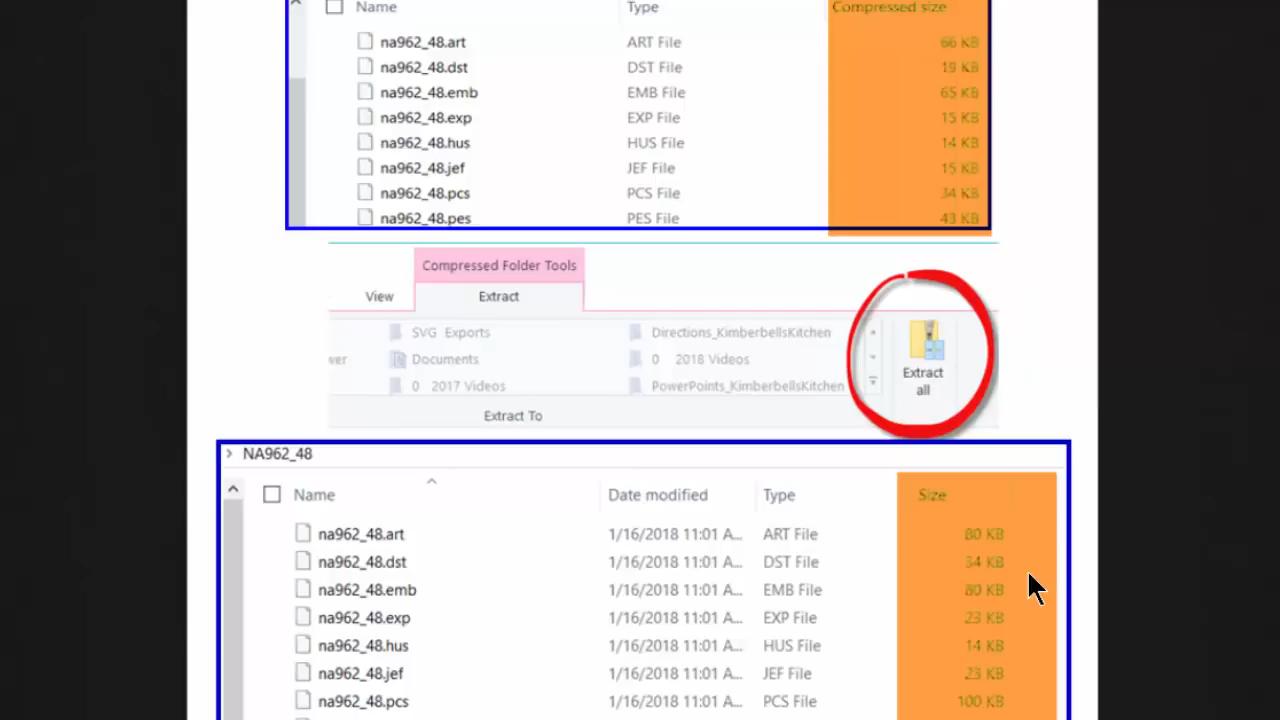 Name Type Compressed size
na962_48.art ART File 66 KB
na962_48.dst DST File 19 KB
na962_48.emb EMB File 65 KB
na962_48.exp EXP File 15 KB
na962_48.hus HUS File 14 KB
na962_48.jef JEF File 15 KB
na962_48.pcs PCS File 34 KB
na962_48.pes PES File 43 KB
Compressed Folder Tools
View Extract
SVG Exports Directions_KimberbellsKitchen
wer Documents 0 2018 Videos
0 2017 Videos PowerPoints_KimberbellsKitchen
Extract
all
Extract To
> NA962_48
Name Date modified Type Size
na962_48.art 1/16/2018 11:01 A... ART File 80 KB
na962_48.dst 1/16/2018 11:01 A... DST File 54 KB
na962_48.emb 1/16/2018 11:01 A... EMB File 80 KB
na962_48.exp 1/16/2018 11:01 A... EXP File 23 KB
na962_48.hus 1/16/2018 11:01 A... HUS File 14 KB
na962_48.jef 1/16/2018 11:01 A... JEF File 23 KB
na962_48.pcs 1/16/2018 11:01 A... PCS File 100 KB